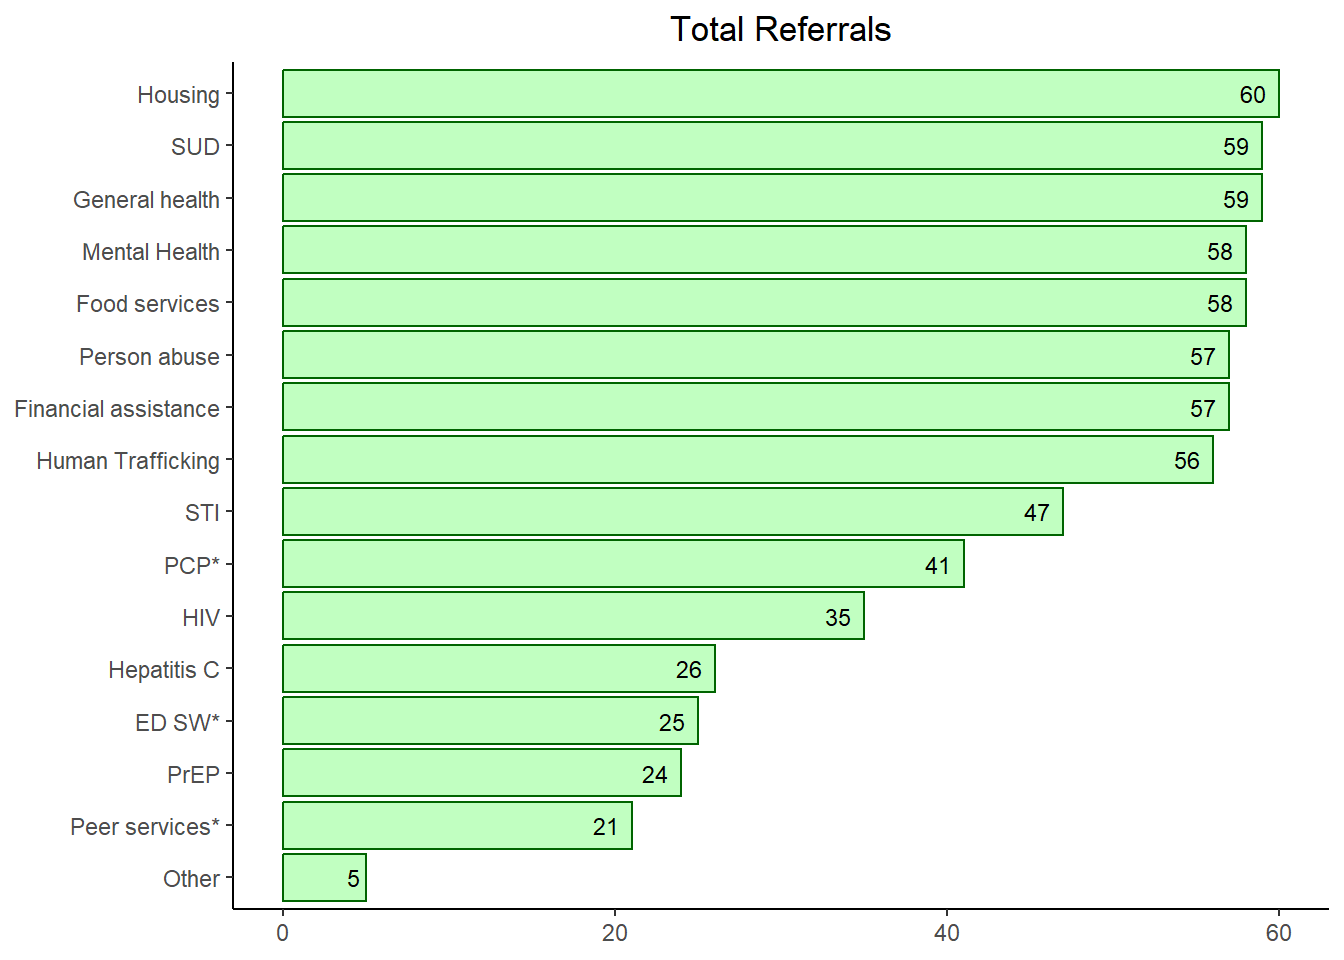 Total Referrals
Housing 60
SUD 59
General health 59
Mental Health 58
Food services 58
Person abuse 57
Financial assistance 57
Human Trafficking 56
STI 47
PCP* 41
HIV 35
Hepatitis C 26
ED SW* 25
PrEP 24
Peer services* 21
Other 5
0 20 40 60